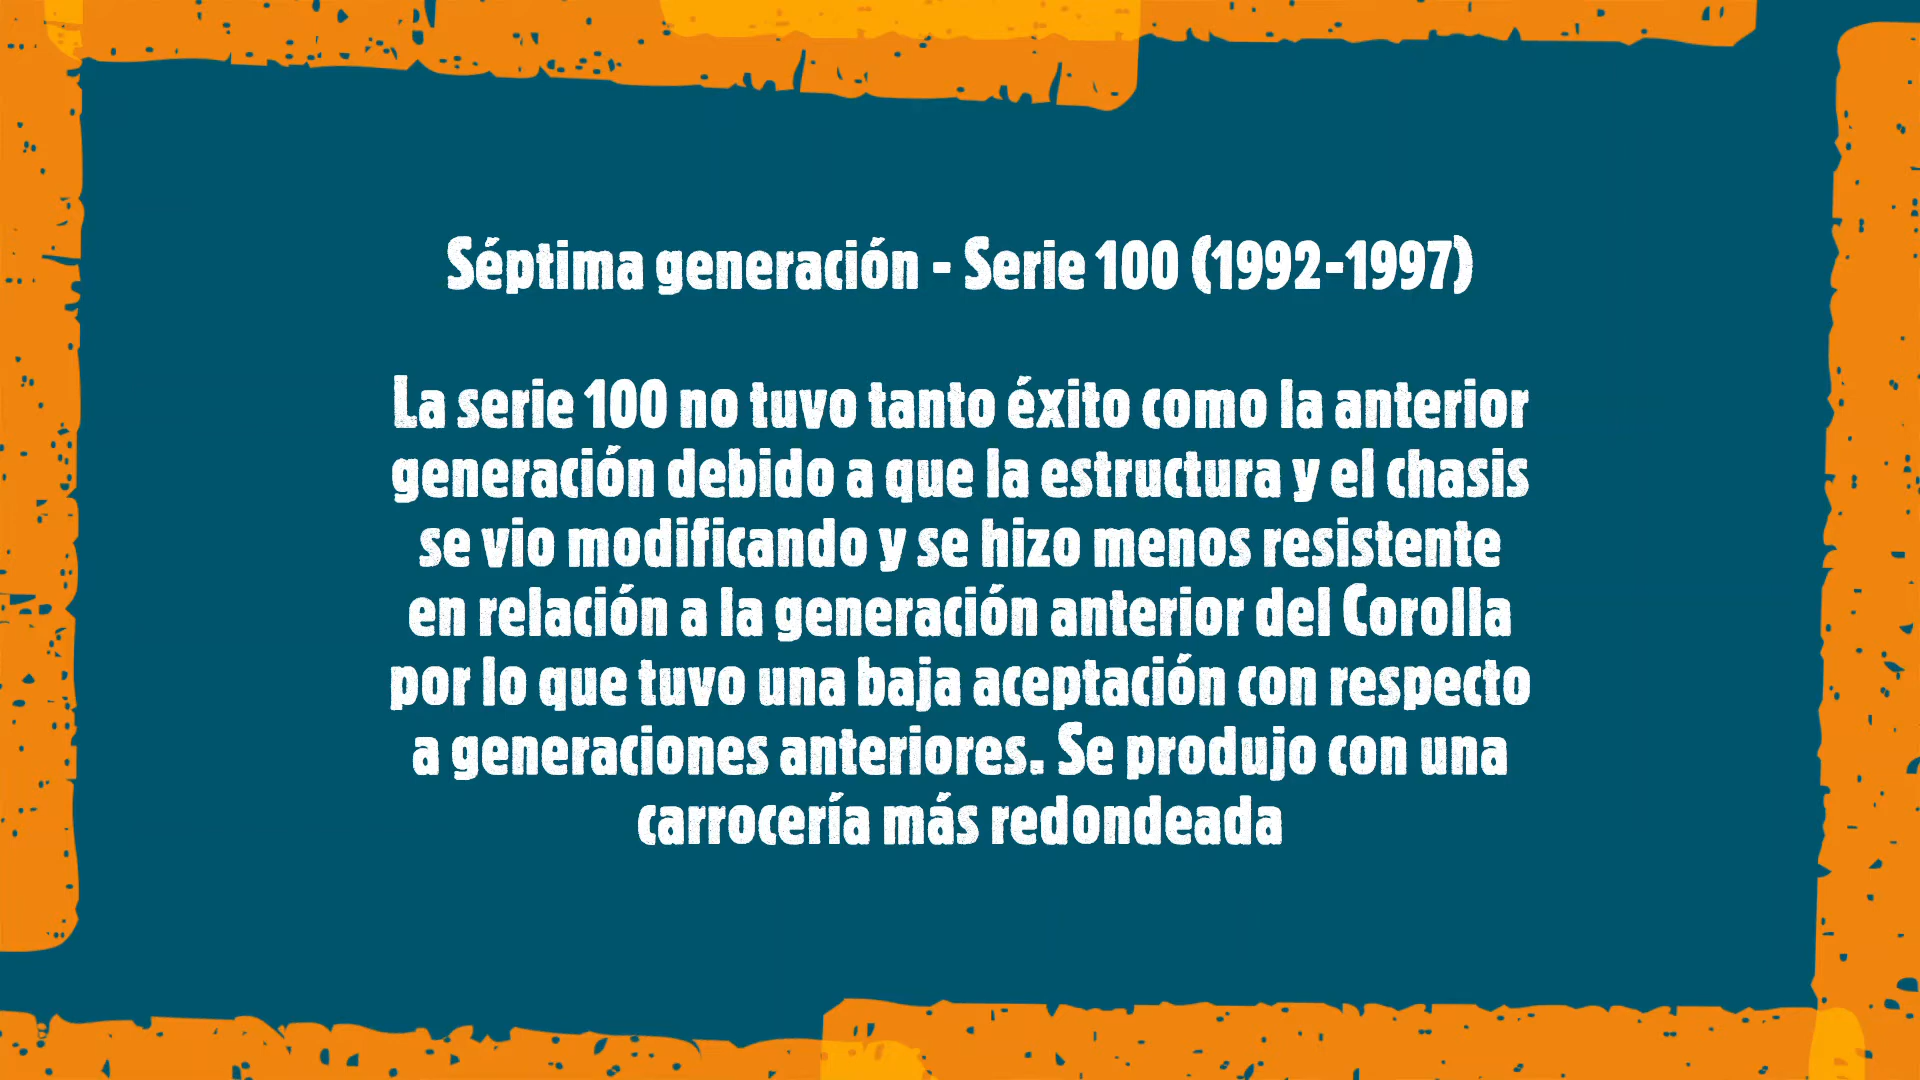 Séptima generación - Serie 100 (1992-1997)
La serie 100 no tuvo tanto éxito como la anterior
generación debido a que la estructura y el chasis
se vio modificando y se hizo menos resistente
en relación a la generación anterior del Corolla
por lo que tuvo una baja aceptación con respecto
a generaciones anteriores. Se produjo con una
carrocería más redondeada